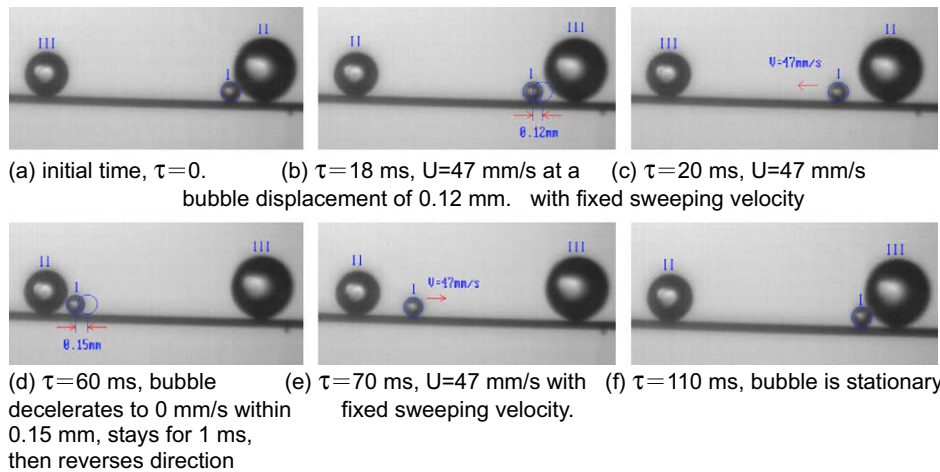 III
II
I
II
III
I
0.12mm
III
II
V=47mm/s
I
(a) initial time, τ=0.
(b) τ=18 ms, U=47 mm/s at a
bubble displacement of 0.12 mm.
(c) τ=20 ms, U=47 mm/s
with fixed sweeping velocity
II
III
I
0.15mm
II
III
I
V=47mm/s
II
III
I
(d) τ=60 ms, bubble
decelerates to 0 mm/s within
0.15 mm, stays for 1 ms,
then reverses direction
(e) τ=70 ms, U=47 mm/s with
fixed sweeping velocity.
(f) τ=110 ms, bubble is stationary